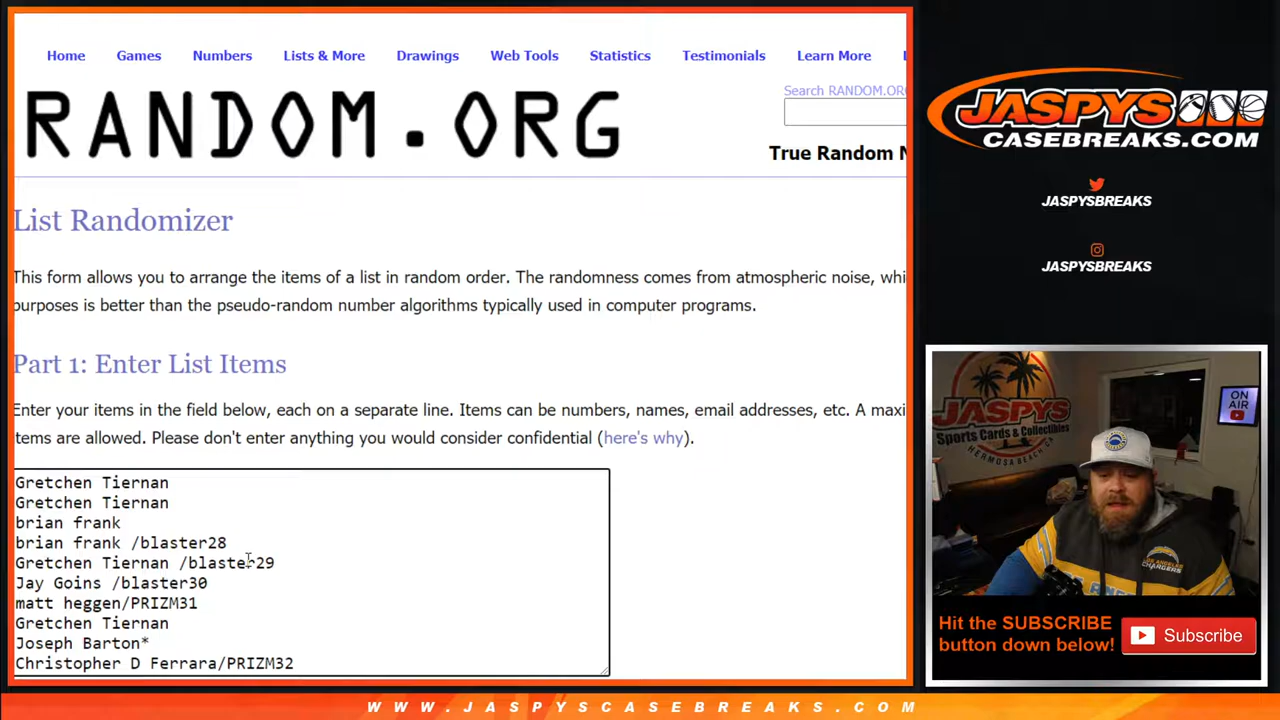 Home Games Numbers Lists & More Drawings Web Tools Statistics Testimonials Learn More
Search RANDOM.ORG
RANDOM.ORG
True Random N
List Randomizer
This form allows you to arrange the items of a list in random order. The randomness comes from atmospheric noise, whi
purposes is better than the pseudo-random number algorithms typically used in computer programs.
Part 1: Enter List Items
Enter your items in the field below, each on a separate line. Items can be numbers, names, email addresses, etc. A maxi
items are allowed. Please don't enter anything you would consider confidential (here's why).
Gretchen Tiernan
Gretchen Tiernan
brian frank
brian frank /blaster28
Gretchen Tiernan /blaster29
Jay Goins /blaster30
matt heggen/PRIZM31
Gretchen Tiernan
Joseph Barton*
Christopher D Ferrara/PRIZM32
JASPYS
CASEBREAKS.COM
JASPYSBREAKS
JASPYSBREAKS
JASPYS
Sports Cards & Collectibles
HERMOSA BEACH CA
ON
AIR
LOS ANGELES
CHARGERS
Hit the SUBSCRIBE
button down below!
Subscribe
WWW.JASPYSCASEBREAKS.COM